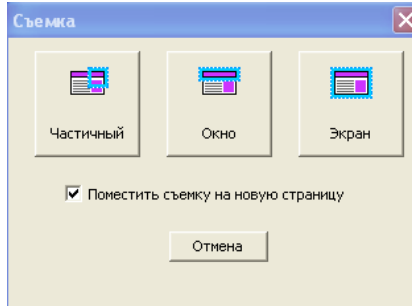 Съемка
Частичный Окно Экран
Поместить съемку на новую страницу
Отмена